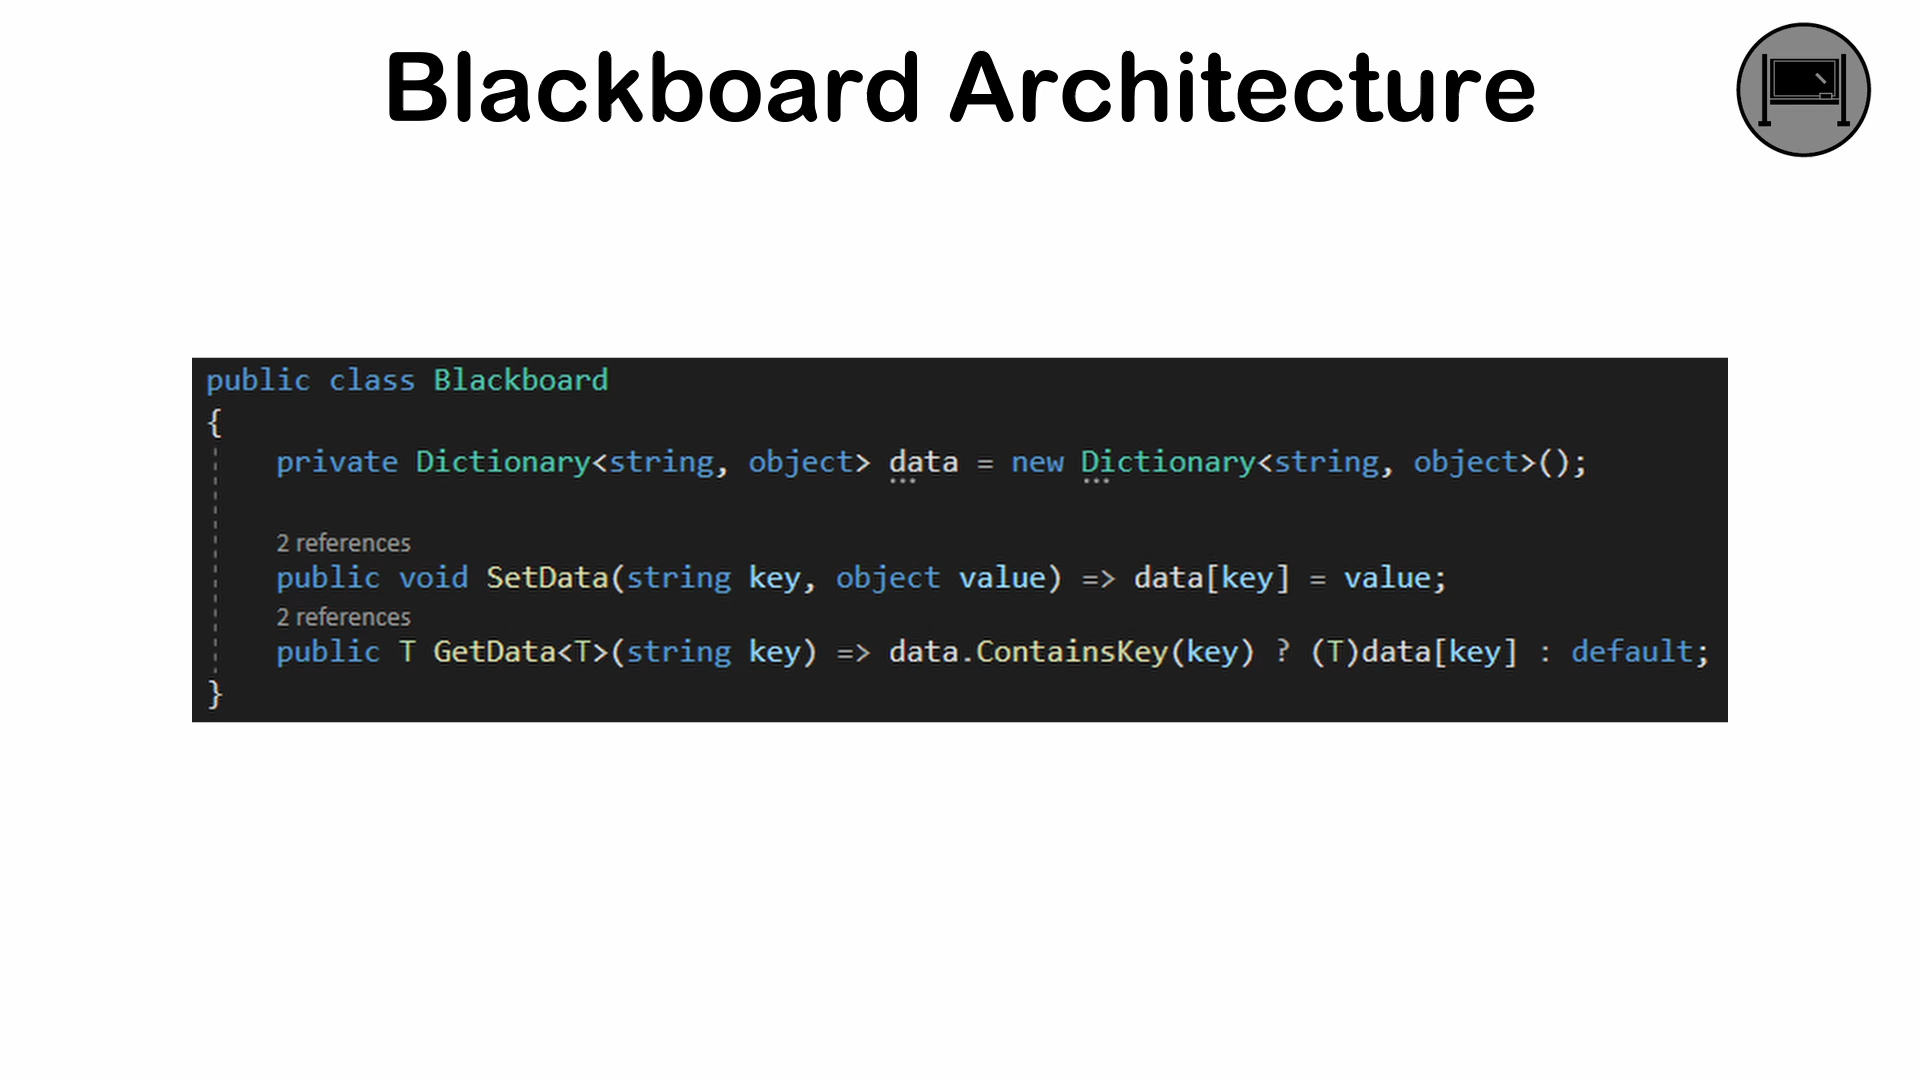 Blackboard Architecture
public class Blackboard
{
private Dictionary<string, object> data = new Dictionary<string, object>();
2 references
public void SetData(string key, object value) => data[key] = value;
2 references
public T GetData<T>(string key) => data.ContainsKey(key) ? (T)data[key] : default;
}